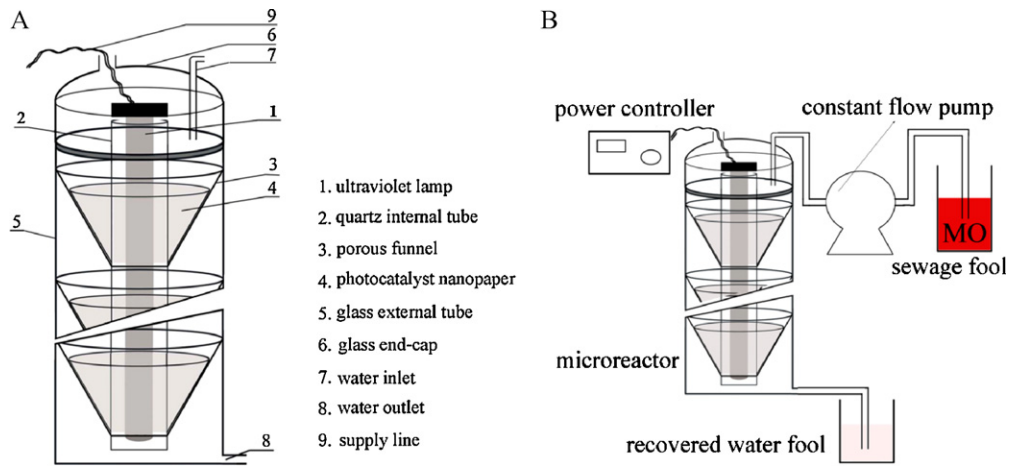 A
9
6
7
1
2
3
4
5
8
1. ultraviolet lamp
2. quartz internal tube
3. porous funnel
4. photocatalyst nanopaper
5. glass external tube
6. glass end-cap
7. water inlet
8. water outlet
9. supply line
B
power controller
constant flow pump
MO
sewage fool
microreactor
recovered water fool